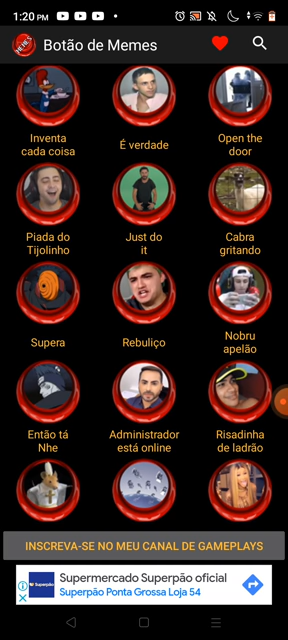 1:20 PM
Botão de Memes
MEMES
Inventa
cada coisa
É verdade
Open the
door
Piada do
Tijolinho
Just do
it
Cabra
gritando
Supera
Rebuliço
Nobru
apelão
Então tá
Nhe
Administrador
está online
Risadinha
de ladrão
INSCREVA-SE NO MEU CANAL DE GAMEPLAYS
Superpão
Supermercado Superpão oficial
Superpão Ponta Grossa Loja 54